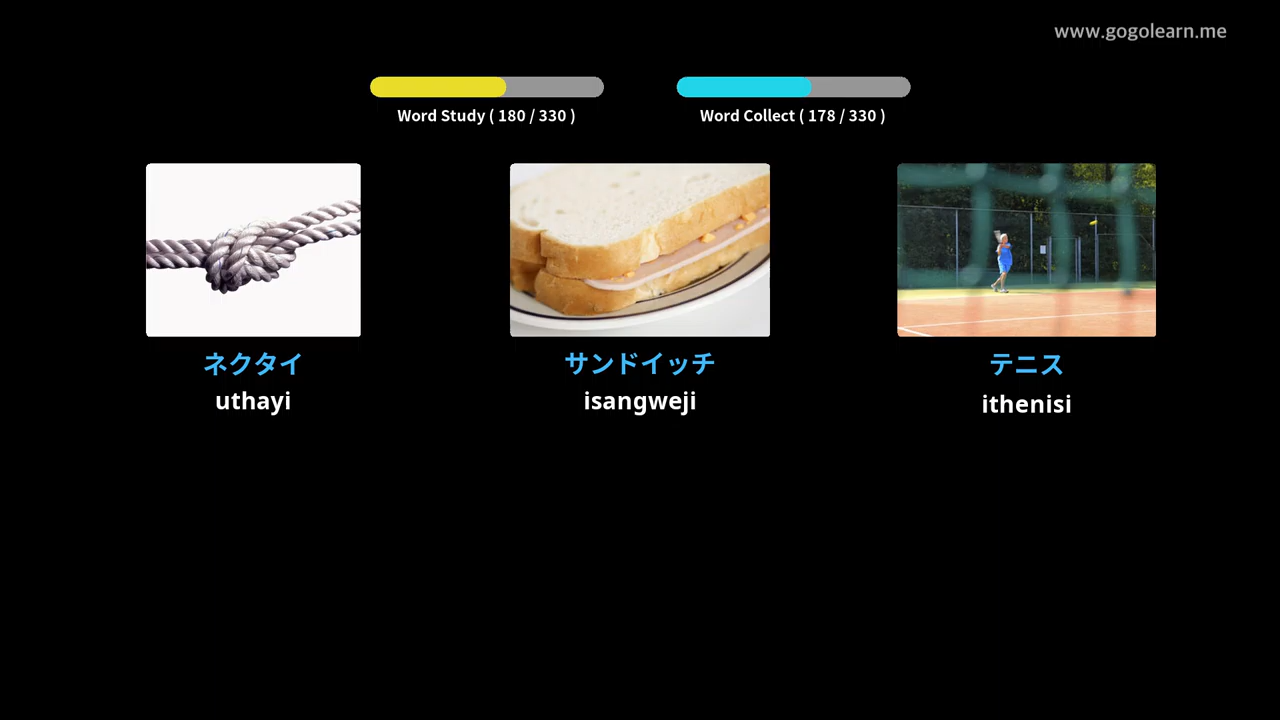 www.gogolearn.me
Word Study ( 180 / 330 )
Word Collect ( 178 / 330 )
ネクタイ
uthayi
サンドイッチ
isangweji
テニス
ithenisi